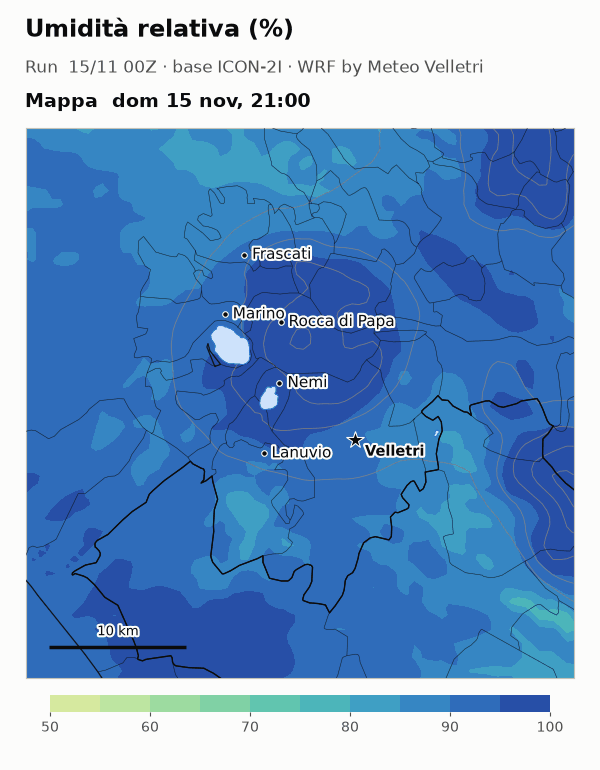 Umidità relativa (%)
Run  15/11 00Z · base ICON-2I · WRF by Meteo Velletri
Mappa  dom 15 nov, 21:00
Frascati
Marino
Rocca di Papa
Nemi
Velletri
Lanuvio
10 km
50 60 70 80 90 100